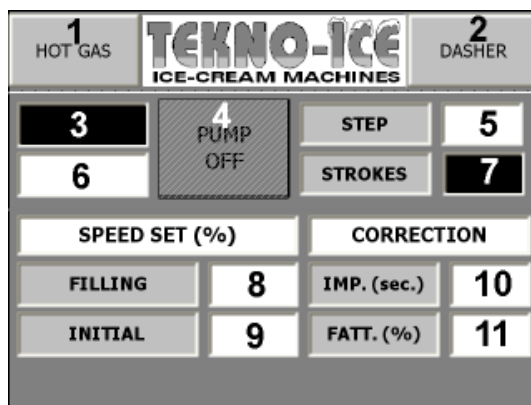 1
HOT GAS
TEKNO-ICE
ICE-CREAM MACHINES
2
DASHER
3
4
PUMP
OFF
STEP
5
6
STROKES
7
SPEED SET (%)
CORRECTION
FILLING
8
IMP. (sec.)
10
INITIAL
9
FATT. (%)
11